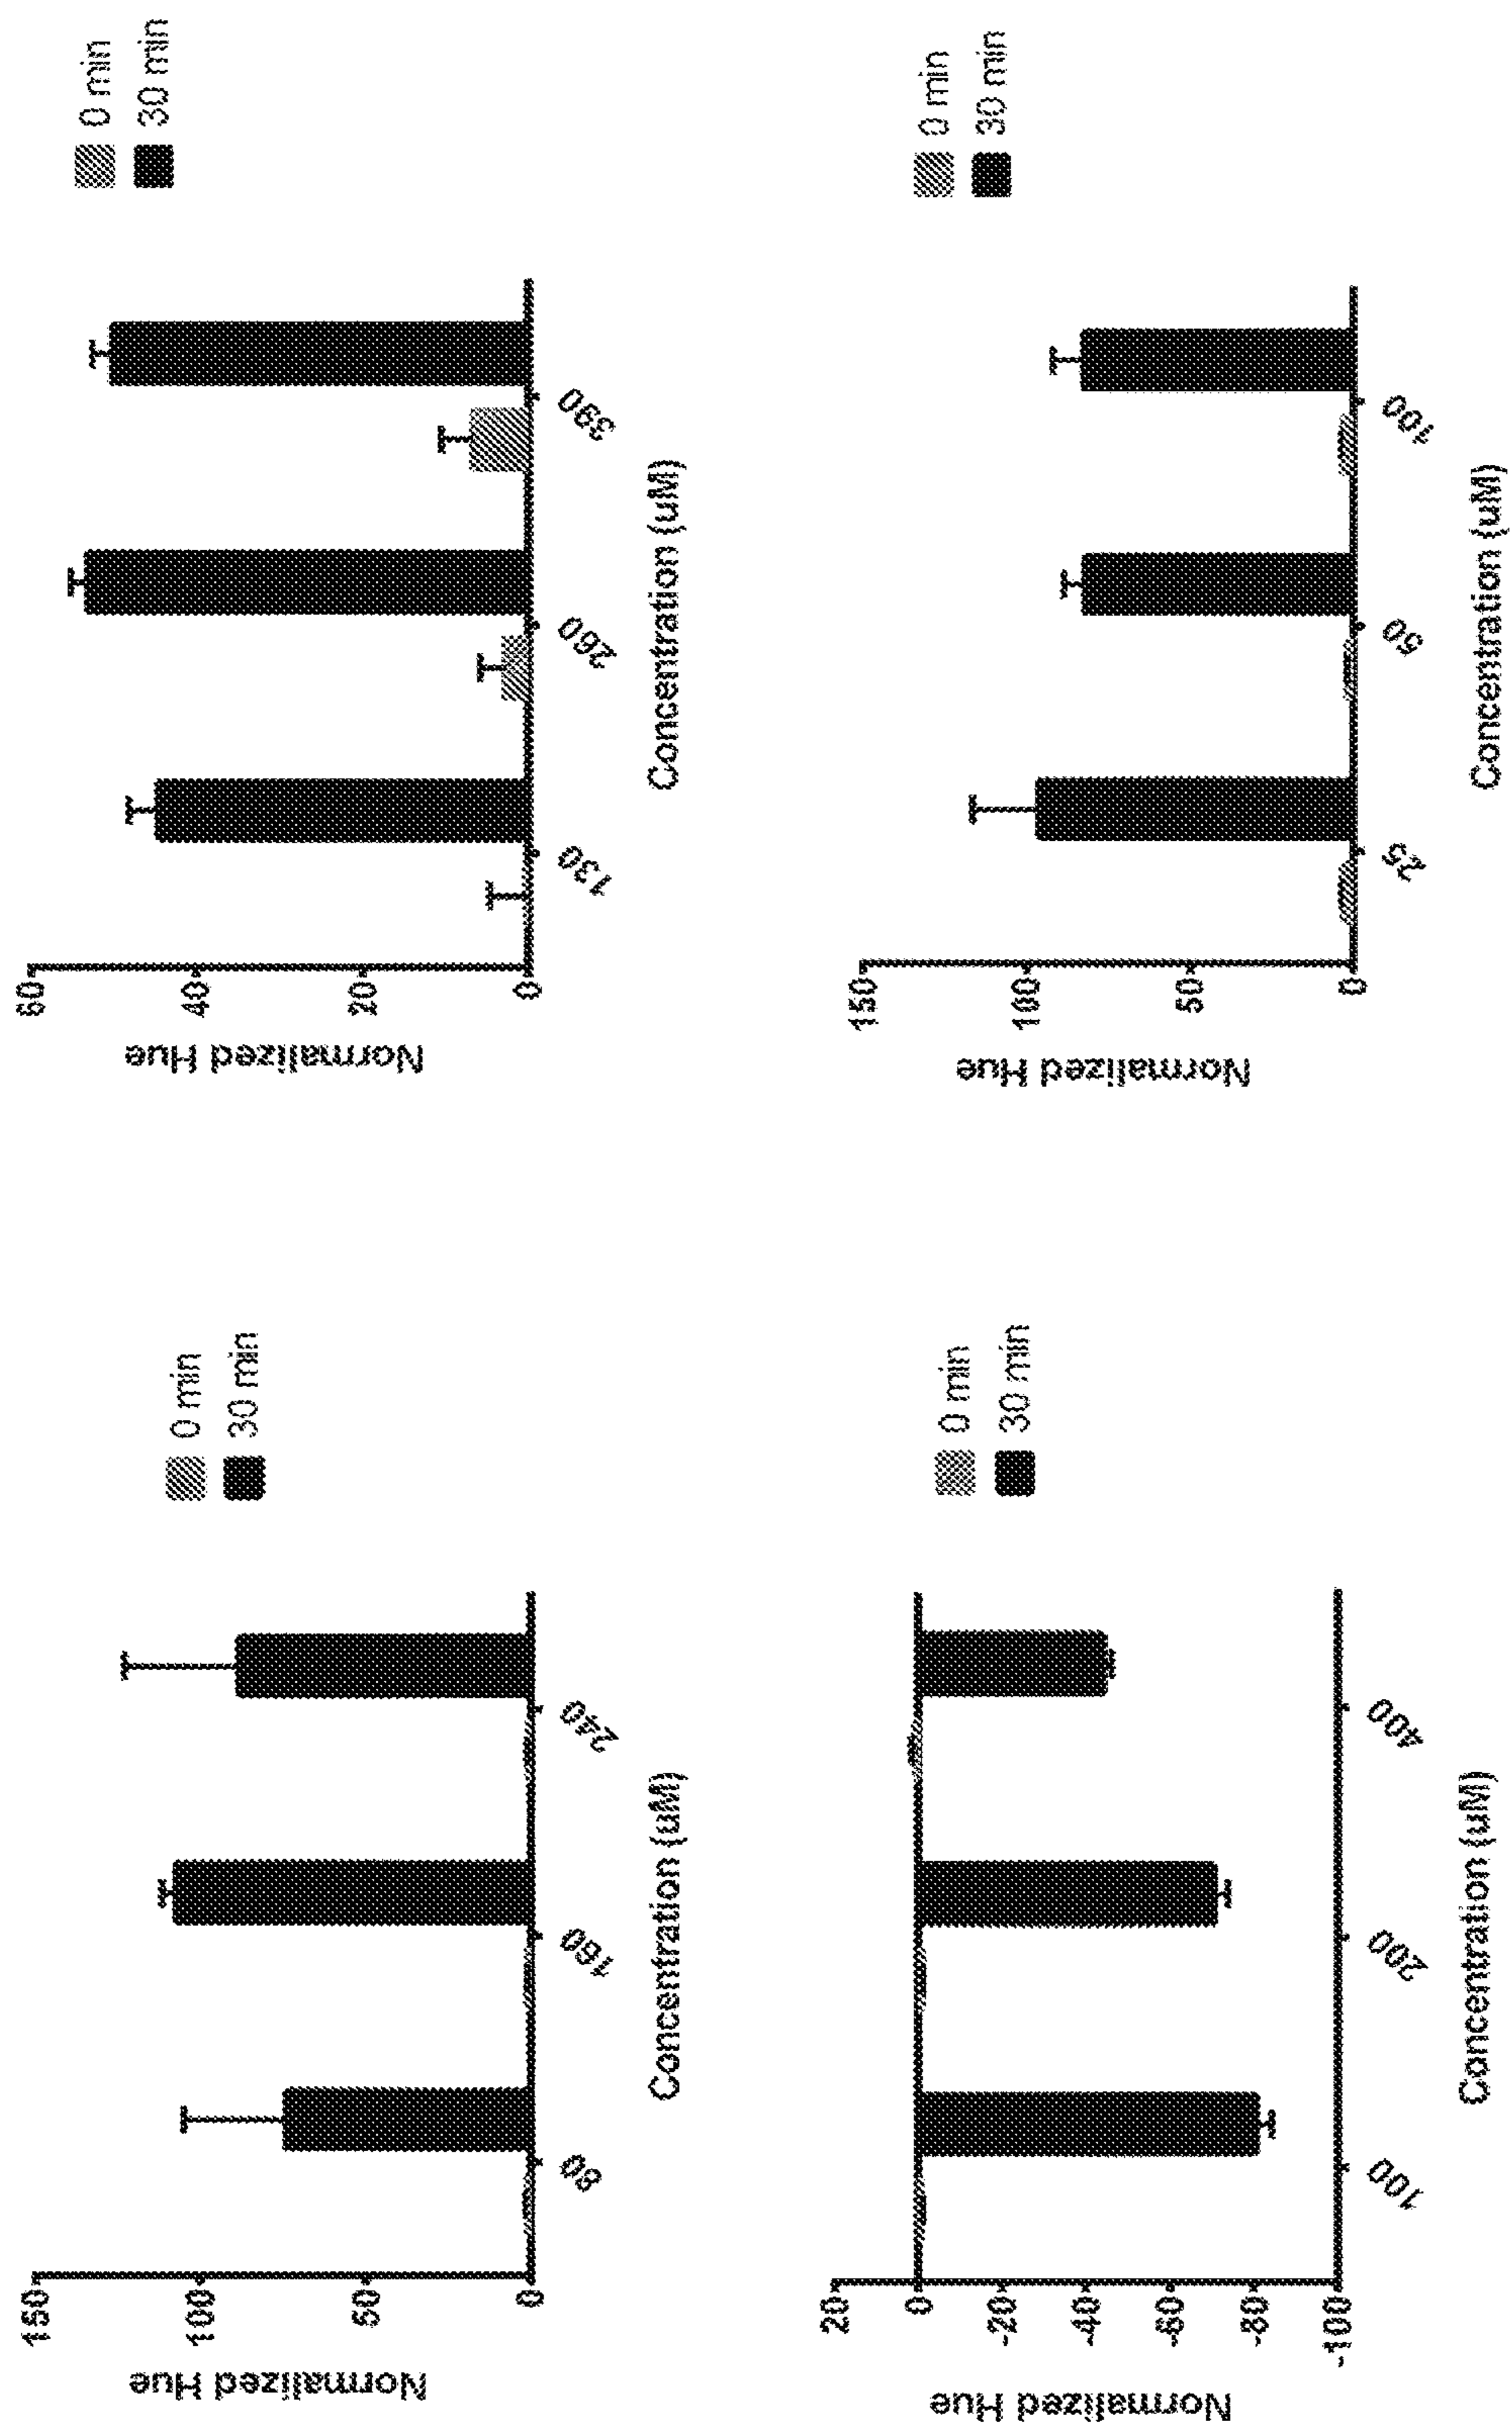 150
100
50
0
Normalized Hue
80
160
240
Concentration (uM)
0 min
30 min
60
40
20
0
Normalized Hue
130
260
390
Concentration (uM)
0 min
30 min
20
0
-20
-40
-60
-80
-100
Normalized Hue
100
200
400
Concentration (uM)
0 min
30 min
150
100
50
0
Normalized Hue
25
50
100
Concentration (uM)
0 min
30 min